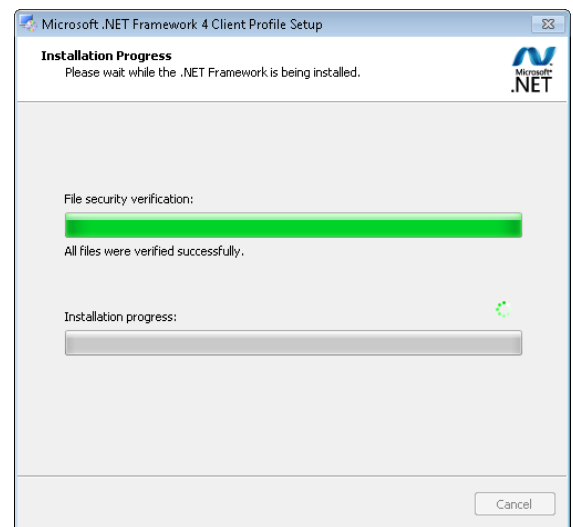 Microsoft .NET Framework 4 Client Profile Setup
Installation Progress
Please wait while the .NET Framework is being installed.
Microsoft
.NET
File security verification:
All files were verified successfully.
Installation progress:
Cancel